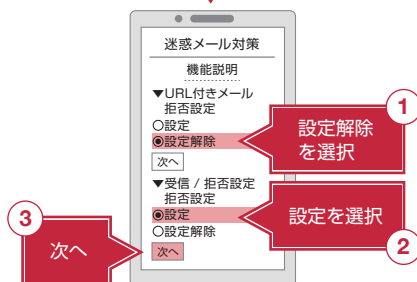 迷惑メール対策
機能説明
▼URL付きメール
拒否設定
○設定
◉設定解除
次へ
▼受信 / 拒否設定
拒否設定
◉設定
○設定解除
次へ
1
設定解除
を選択
設定を選択
2
3
次へ